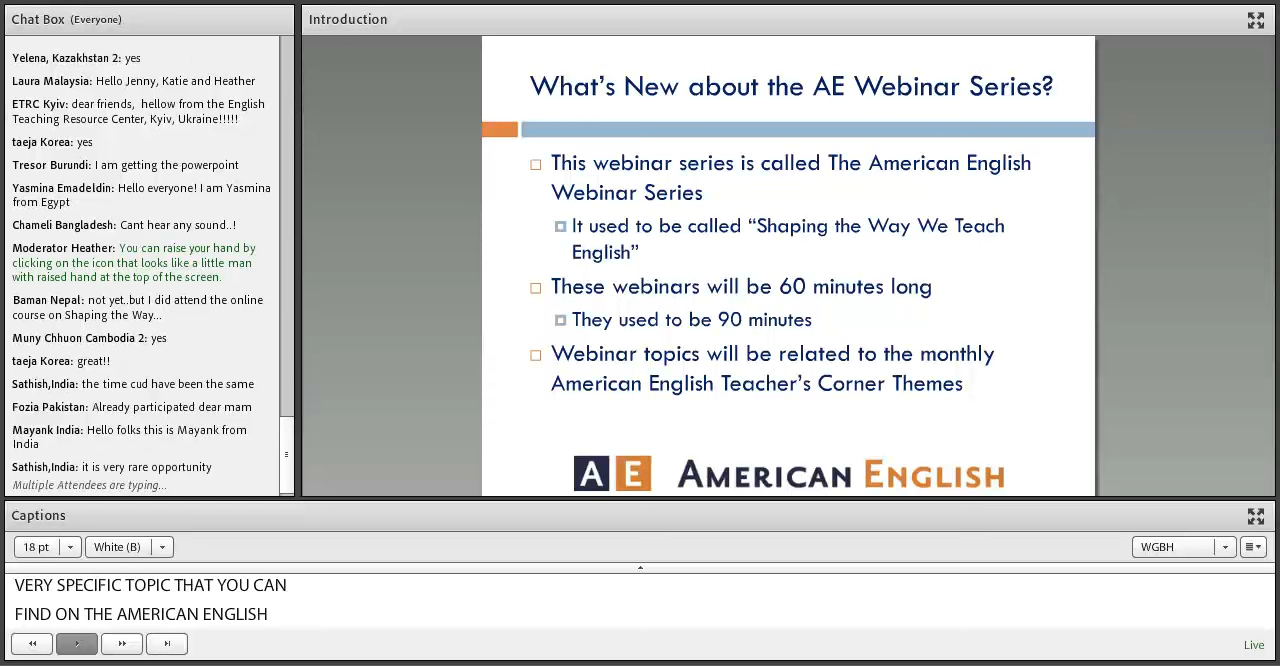 Chat Box (Everyone)
Yelena, Kazakhstan 2: yes
Laura Malaysia: Hello Jenny, Katie and Heather
ETRC Kyiv: dear friends, hellow from the English
Teaching Resource Center, Kyiv, Ukraine!!!!!
taeja Korea: yes
Tresor Burundi: I am getting the powerpoint
Yasmina Emadeldin: Hello everyone! I am Yasmina
from Egypt
Chameli Bangladesh: Cant hear any sound..!
Moderator Heather: You can raise your hand by
clicking on the icon that looks like a little man
with raised hand at the top of the screen.
Baman Nepal: not yet..but I did attend the online
course on Shaping the Way...
Muny Chhuon Cambodia 2: yes
taeja Korea: great!!
Sathish,India: the time cud have been the same
Fozia Pakistan: Already participated dear mam
Mayank India: Hello folks this is Mayank from
India
Sathish,India: it is very rare opportunity
Multiple Attendees are typing...
Introduction
What's New about the AE Webinar Series?
This webinar series is called The American English
Webinar Series
It used to be called “Shaping the Way We Teach
English”
These webinars will be 60 minutes long
They used to be 90 minutes
Webinar topics will be related to the monthly
American English Teacher's Corner Themes
AE AMERICAN ENGLISH
Captions
18 pt White (B) WGBH
VERY SPECIFIC TOPIC THAT YOU CAN
FIND ON THE AMERICAN ENGLISH
Live